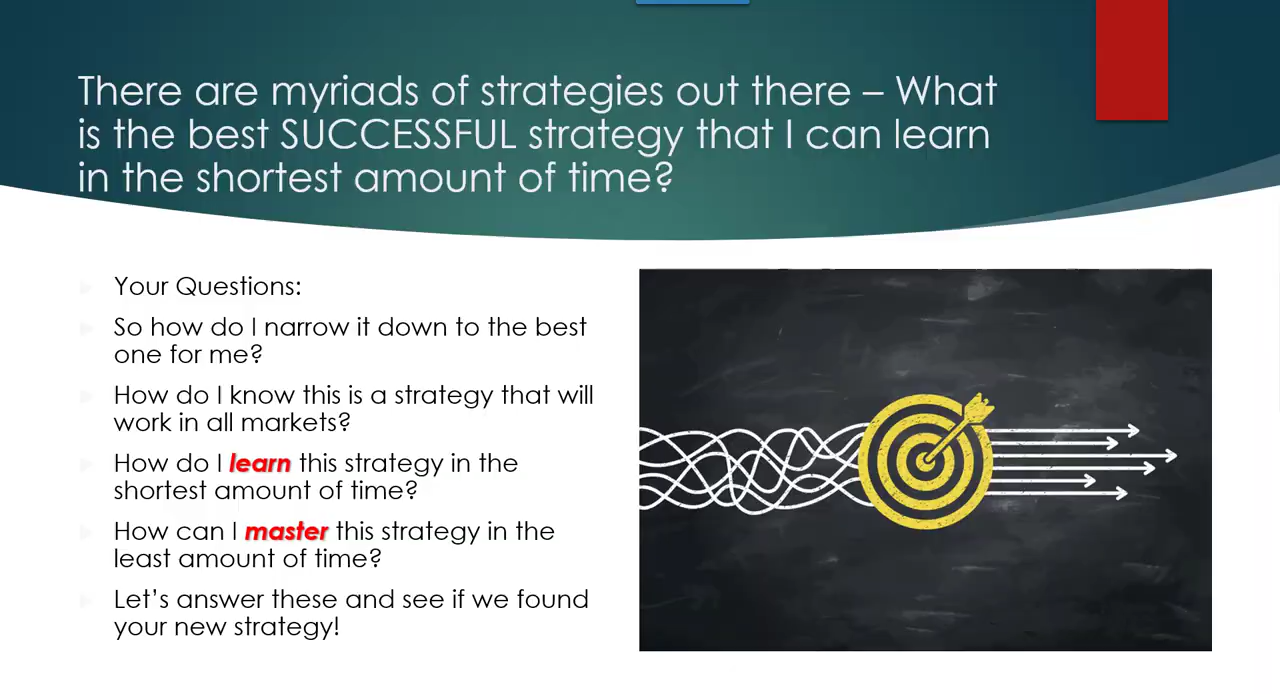 There are myriads of strategies out there – What
is the best SUCCESSFUL strategy that I can learn
in the shortest amount of time?
Your Questions:
So how do I narrow it down to the best
one for me?
How do I know this is a strategy that will
work in all markets?
How do I learn this strategy in the
shortest amount of time?
How can I master this strategy in the
least amount of time?
Let’s answer these and see if we found
your new strategy!